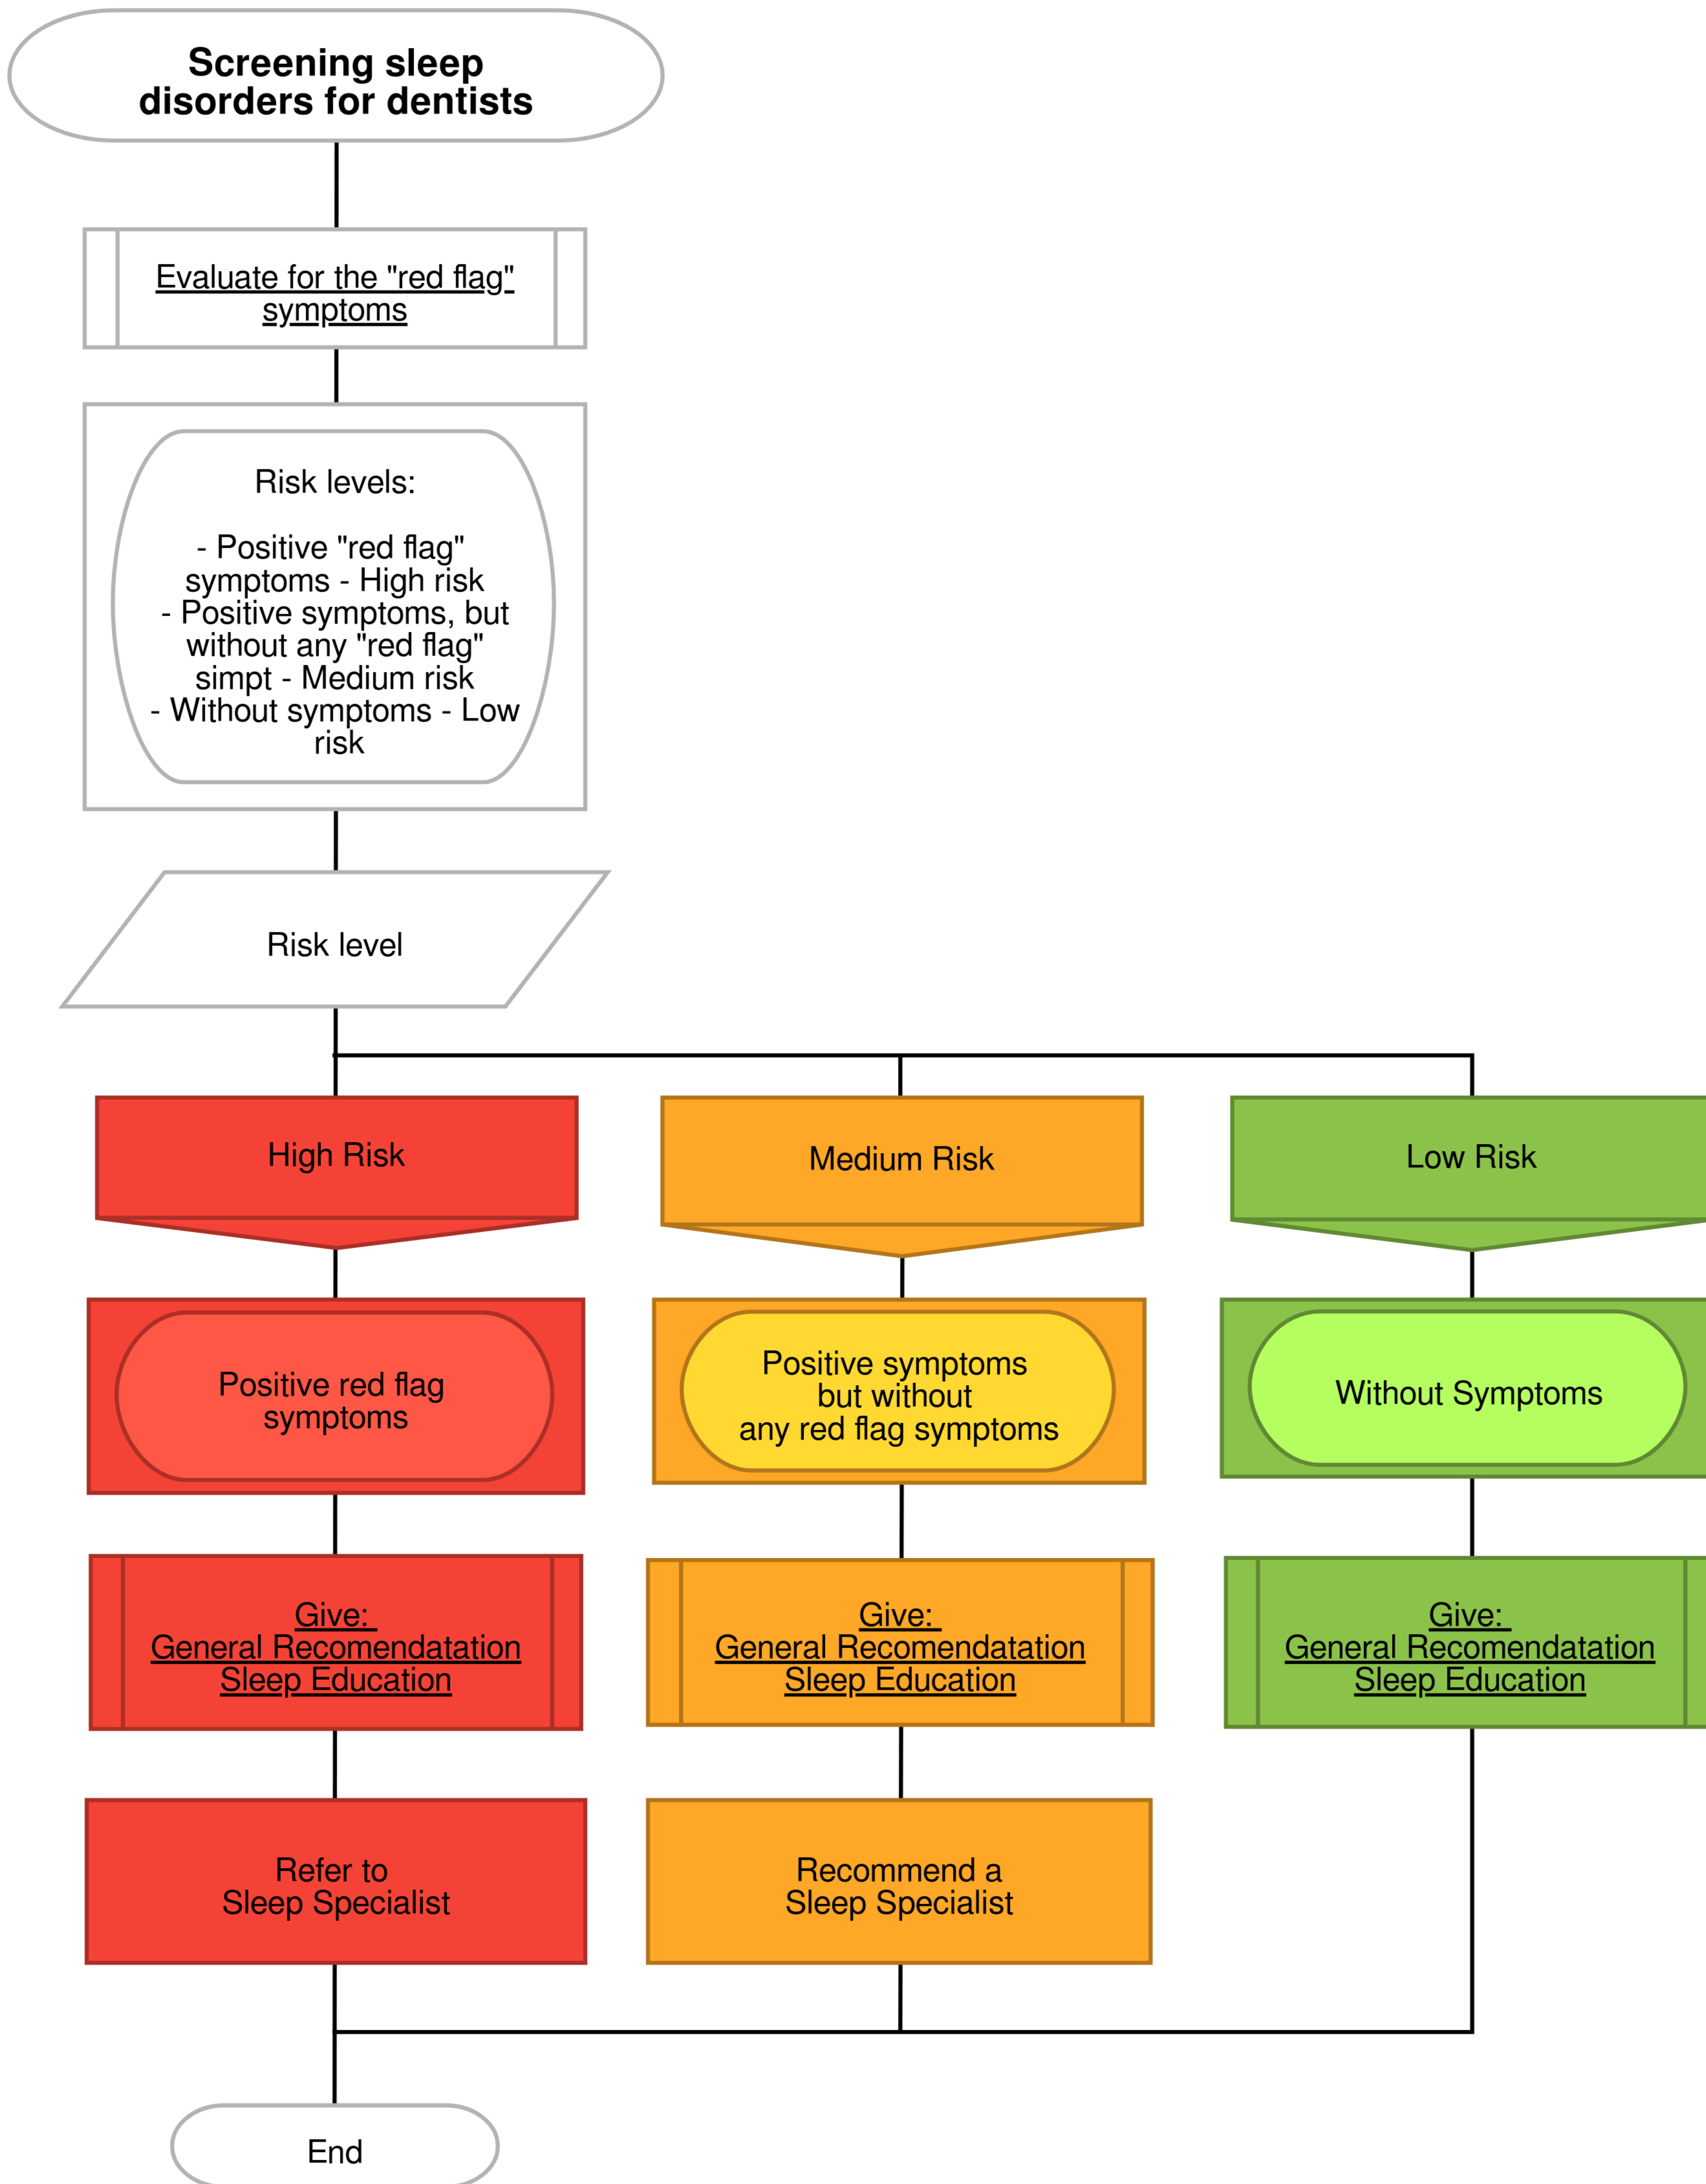 Screening sleep
disorders for dentists
Evaluate for the "red flag"
symptoms
Risk levels:
- Positive "red flag"
symptoms - High risk
- Positive symptoms, but
without any "red flag"
simpt - Medium risk
- Without symptoms - Low
risk
Risk level
High Risk
Medium Risk
Low Risk
Positive red flag
symptoms
Positive symptoms
but without
any red flag symptoms
Without Symptoms
Give:
General Recomendatation
Sleep Education
Give:
General Recomendatation
Sleep Education
Give:
General Recomendatation
Sleep Education
Refer to
Sleep Specialist
Recommend a
Sleep Specialist
End